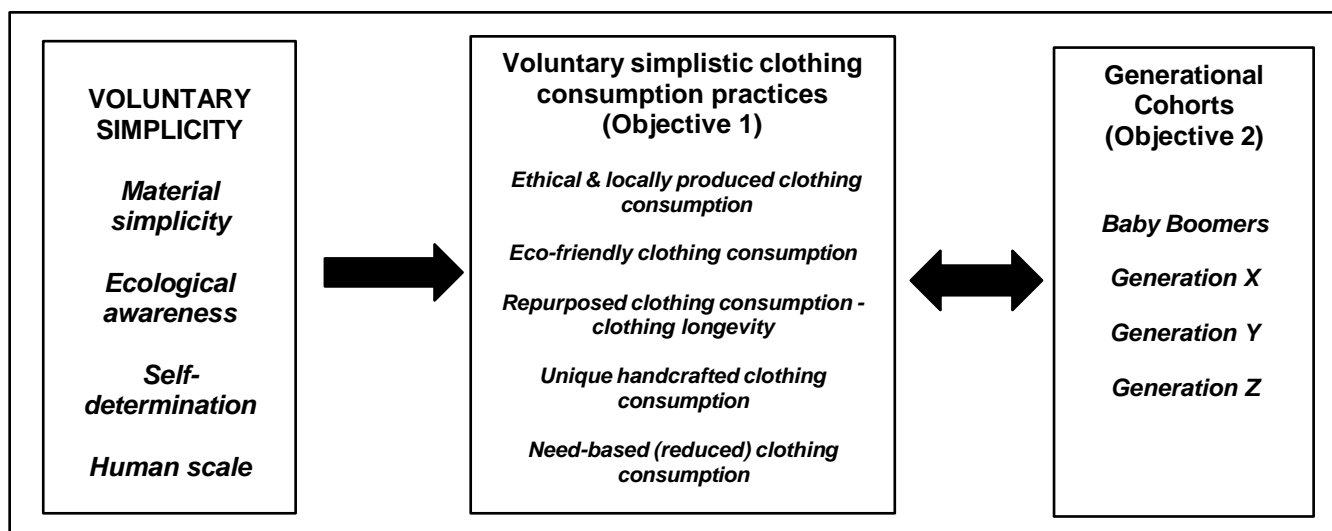 VOLUNTARY
SIMPLICITY
Material
simplicity
Ecological
awareness
Self-
determination
Human scale
Voluntary simplistic clothing
consumption practices
(Objective 1)
Ethical & locally produced clothing
consumption
Eco-friendly clothing consumption
Repurposed clothing consumption -
clothing longevity
Unique handcrafted clothing
consumption
Need-based (reduced) clothing
consumption
Generational
Cohorts
(Objective 2)
Baby Boomers
Generation X
Generation Y
Generation Z